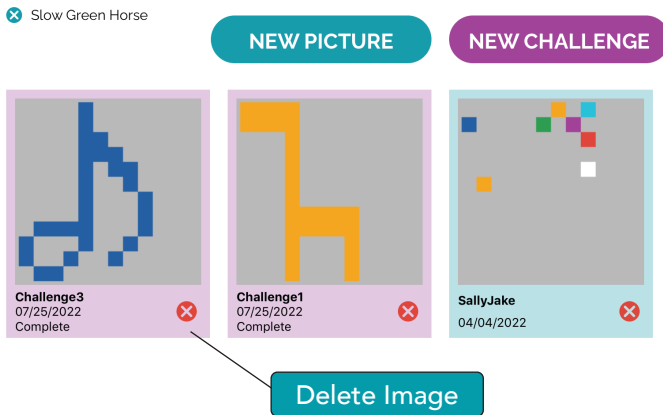 Slow Green Horse
NEW PICTURE
NEW CHALLENGE
Challenge3
07/25/2022
Complete
Challenge1
07/25/2022
Complete
SallyJake
04/04/2022
Delete Image